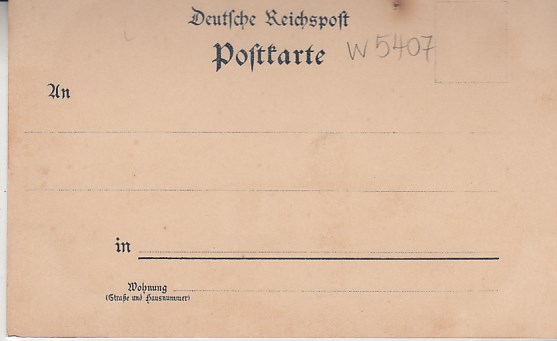 Deutsche Reichspost
Postkarte
W 5407
An
in
Wohnung
(Straße und Hausnummer)